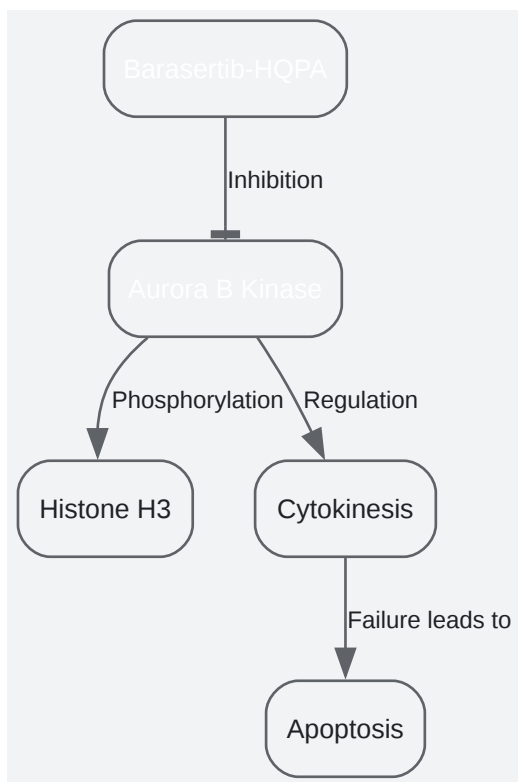 Barasertib-HQPA
Inhibition
Aurora B Kinase
Phosphorylation
Regulation
Histone H3
Cytokinesis
Failure leads to
Apoptosis